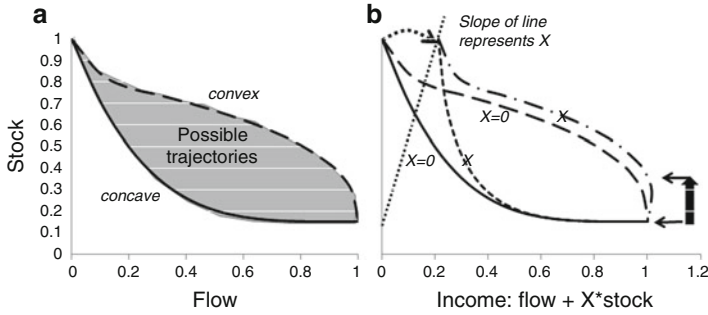 a
b
Slope of line
represents X
Stock
1
0.9
0.8
0.7
0.6
0.5
0.4
0.3
0.2
0.1
0
convex
Possible
trajectories
concave
X=0
X
X=0
X
0
0.2
0.4
0.6
0.8
1
0
0.2
0.4
0.6
0.8
1
1.2
Flow
Income: flow + X*stock